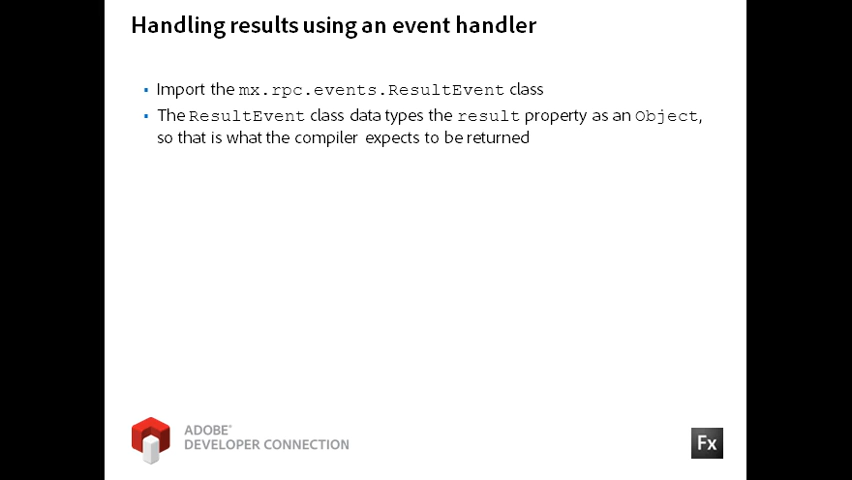 Handling results using an event handler
▪ Import the mx.rpc.events.ResultEvent class
▪ The ResultEvent class data types the result property as an Object,
so that is what the compiler expects to be returned
ADOBE®
DEVELOPER CONNECTION
Fx